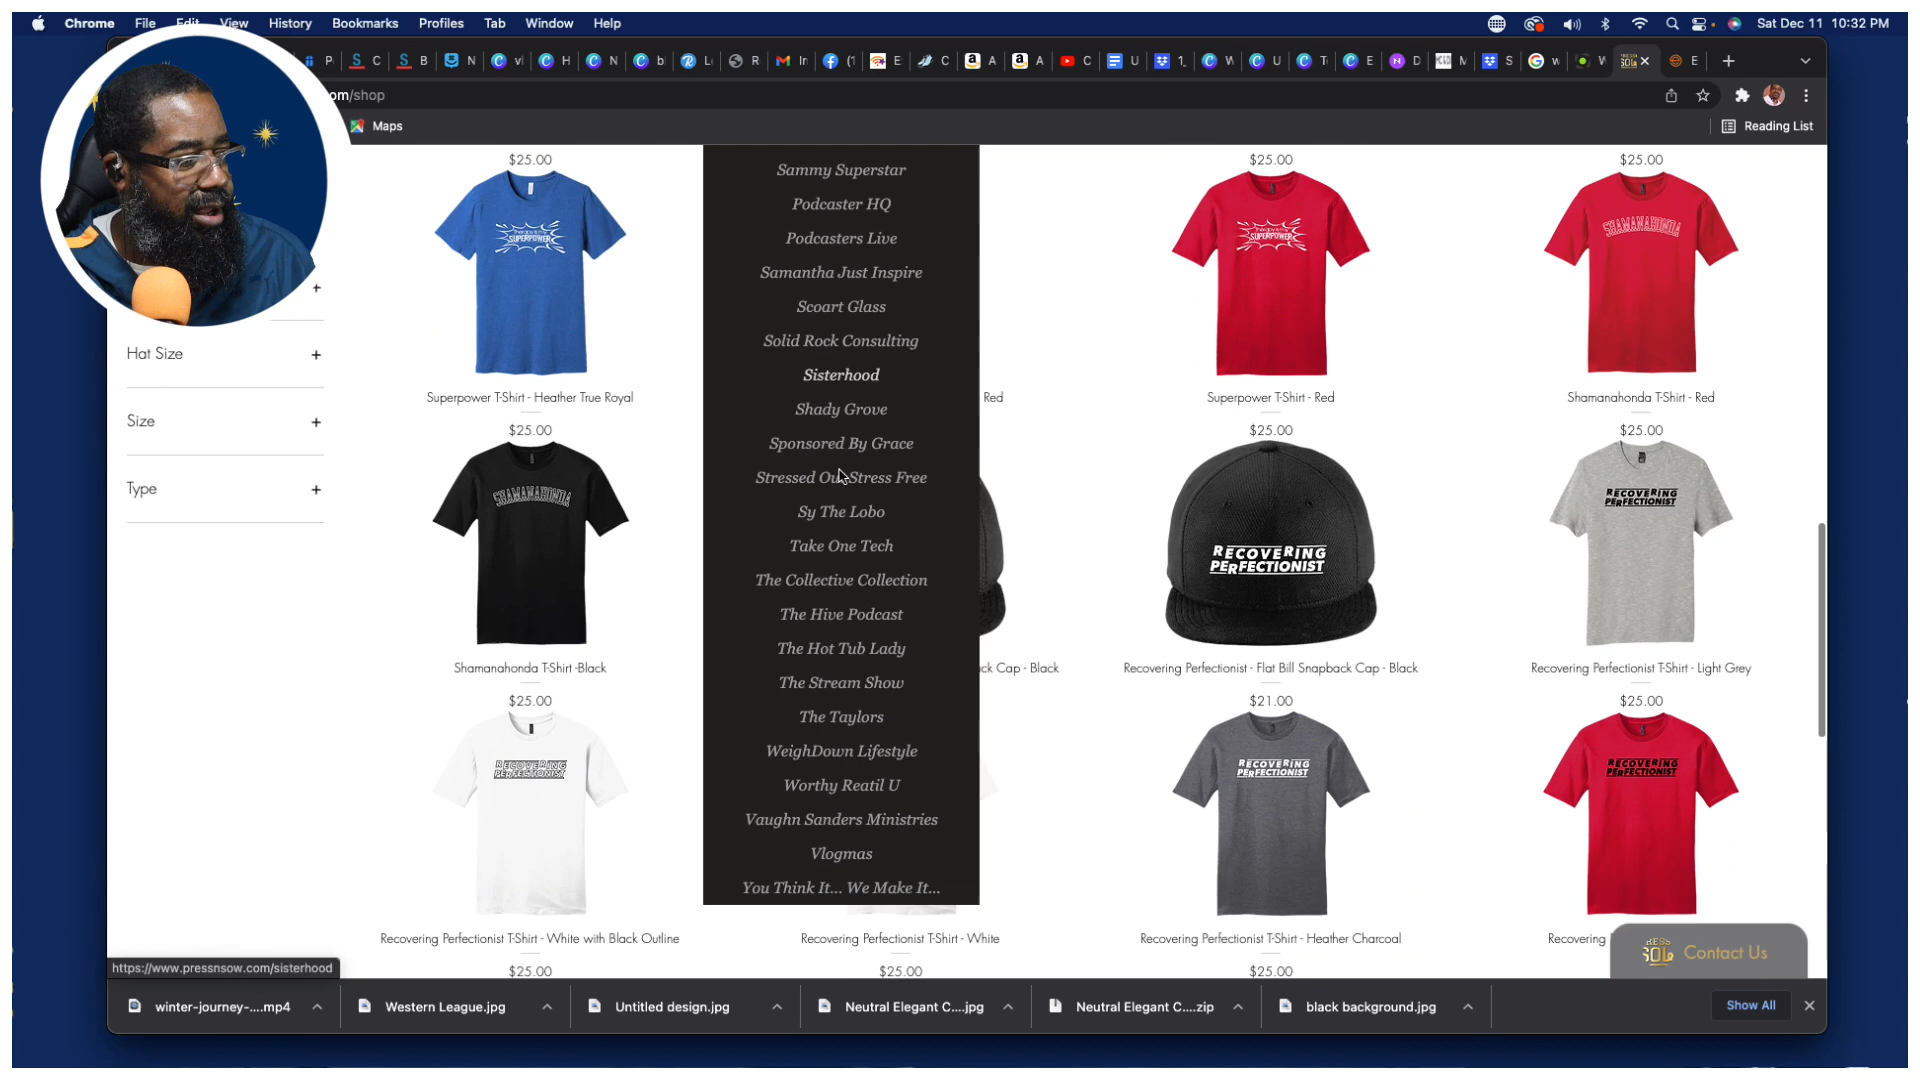 Chrome File Edit View History Bookmarks Profiles Tab Window Help Sat Dec 11 10:32 PM
om/shop
Maps Reading List
$25.00 $25.00 $25.00
Hat Size +
Size +
Type +
Superpower T-Shirt - Heather True Royal Red Superpower T-Shirt - Red Shamanahonda T-Shirt - Red
$25.00 $25.00 $25.00
Sammy Superstar
Podcaster HQ
Podcasters Live
Samantha Just Inspire
Scoart Glass
Solid Rock Consulting
Sisterhood
Shady Grove
Sponsored By Grace
Stressed Out Stress Free
Sy The Lobo
Take One Tech
The Collective Collection
The Hive Podcast
The Hot Tub Lady
The Stream Show
The Taylors
WeighDown Lifestyle
Worthy Reatil U
Vaughn Sanders Ministries
Vlogmas
You Think It... We Make It...
SUPERPOWER
SUPERPOWER
SHAMANAHONDA
SHAMANAHONDA
RECOVERING
PERFECTIONIST
RECOVERING
PERFECTIONIST
Shamanahonda T-Shirt -Black ck Cap - Black Recovering Perfectionist - Flat Bill Snapback Cap - Black Recovering Perfectionist T-Shirt - Light Grey
$25.00 $21.00 $25.00
RECOVERING
PERFECTIONIST
RECOVERING
PERFECTIONIST
RECOVERING
PERFECTIONIST
Recovering Perfectionist T-Shirt - White with Black Outline Recovering Perfectionist T-Shirt - White Recovering Perfectionist T-Shirt - Heather Charcoal Recovering
$25.00 $25.00 $25.00
Contact Us
https://www.pressnsow.com/sisterhood
winter-journey-....mp4 Western League.jpg Untitled design.jpg Neutral Elegant C....jpg Neutral Elegant C....zip black background.jpg Show All